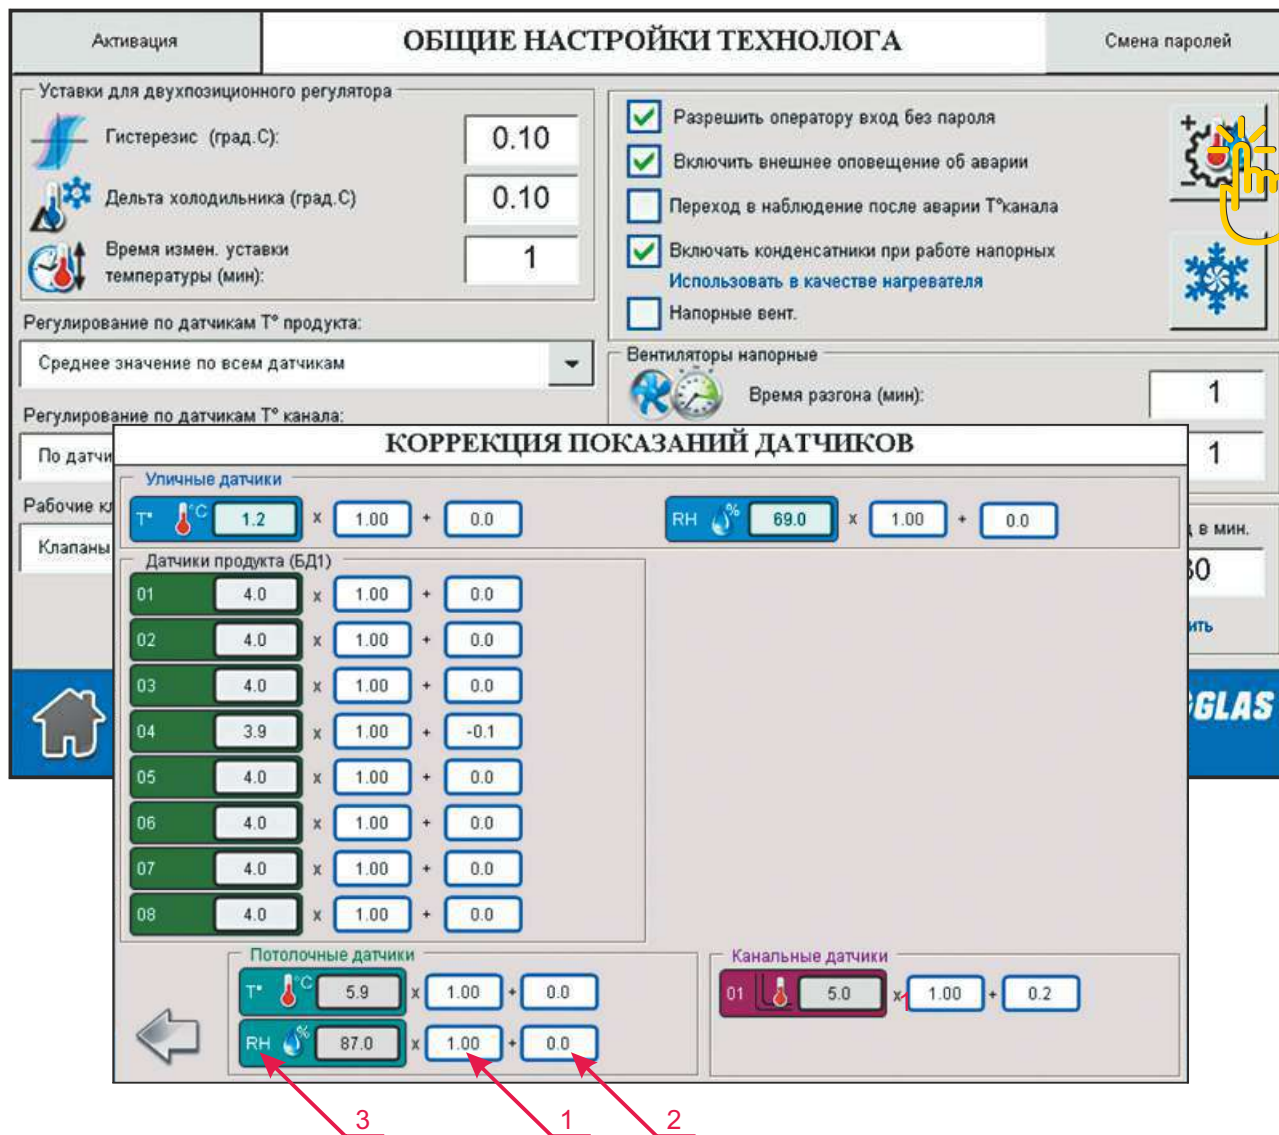 Активация
ОБЩИЕ НАСТРОЙКИ ТЕХНОЛОГА
Смена паролей
Уставки для двухпозиционного регулятора
Гистерезис (град.С):
0.10
Дельта холодильника (град.С)
0.10
Время измен. уставки
температуры (мин):
1
Регулирование по датчикам Т° продукта:
Среднее значение по всем датчикам
Регулирование по датчикам Т° канала:
По датчи
Рабочие кл
Клапаны
Разрешить оператору вход без пароля
Включить внешнее оповещение об аварии
Переход в наблюдение после аварии Т°канала
Включать конденсатники при работе напорных
Использовать в качестве нагревателя
Напорные вент.
Вентиляторы напорные
Время разгона (мин):
1
1
в мин.
30
ить
GLAS
КОРРЕКЦИЯ ПОКАЗАНИЙ ДАТЧИКОВ
Уличные датчики
T° °C 1.2 x 1.00 + 0.0
RH % 69.0 x 1.00 + 0.0
Датчики продукта (БД1)
01 4.0 x 1.00 + 0.0
02 4.0 x 1.00 + 0.0
03 4.0 x 1.00 + 0.0
04 3.9 x 1.00 + -0.1
05 4.0 x 1.00 + 0.0
06 4.0 x 1.00 + 0.0
07 4.0 x 1.00 + 0.0
08 4.0 x 1.00 + 0.0
Потолочные датчики
T° °C 5.9 x 1.00 + 0.0
RH % 87.0 x 1.00 + 0.0
Канальные датчики
01 5.0 x 1.00 + 0.2
3
1
2